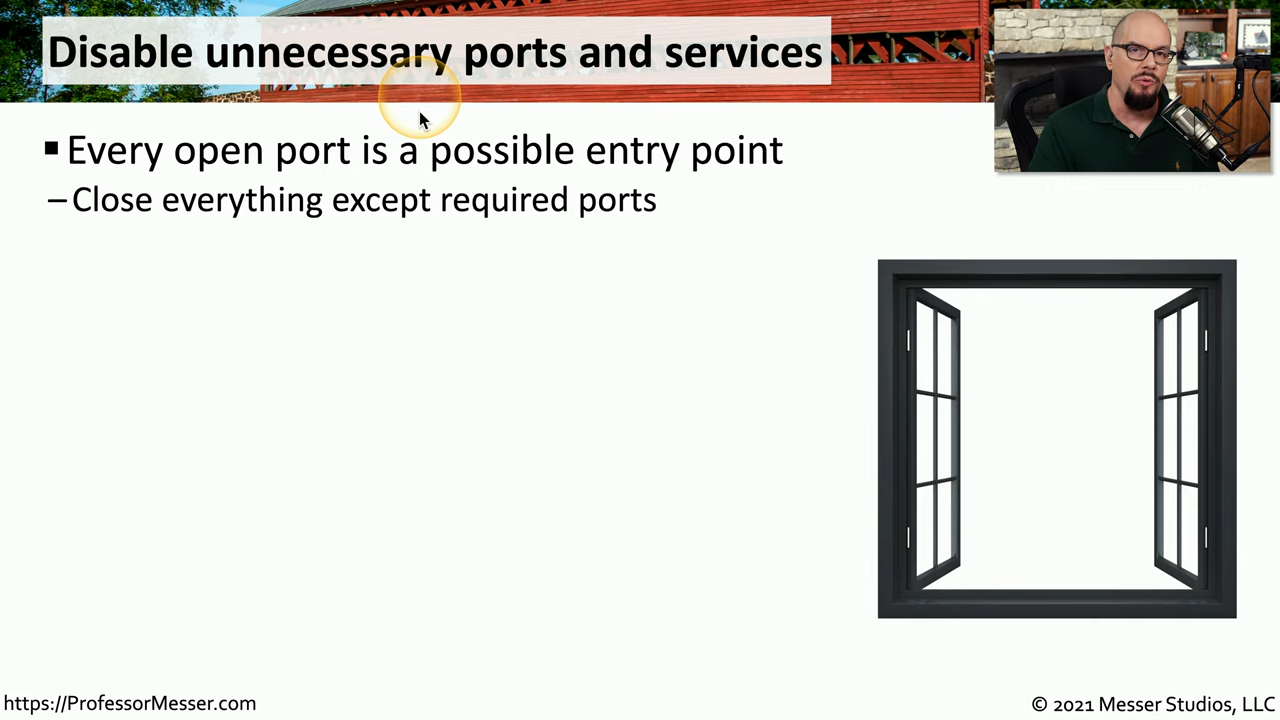 Disable unnecessary ports and services
▪ Every open port is a possible entry point
– Close everything except required ports
https://ProfessorMesser.com
© 2021 Messer Studios, LLC